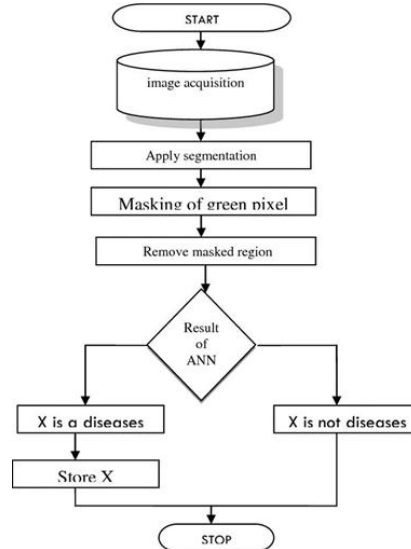 START
image acquisition
Apply segmentation
Masking of green pixel
Remove masked region
Result
of
ANN
X is a diseases
X is not diseases
Store X
STOP